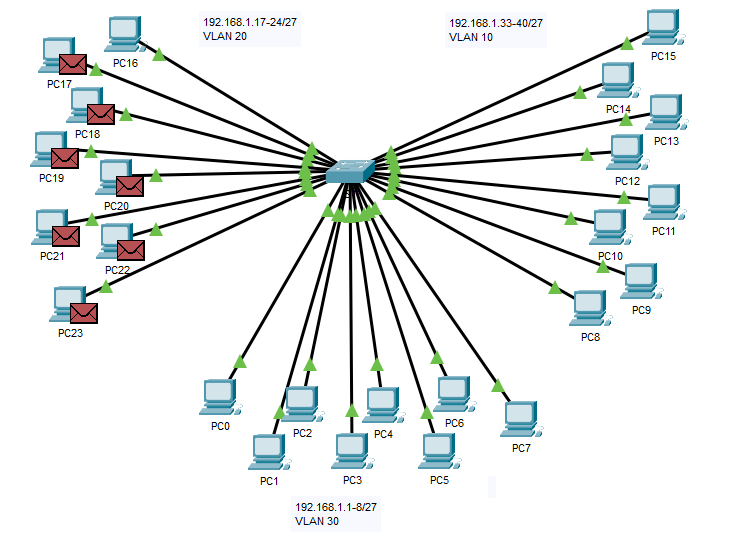 192.168.1.17-24/27
VLAN 20
192.168.1.33-40/27
VLAN 10
PC16
PC15
PC17
PC14
PC18
PC13
PC19
PC12
PC20
PC11
PC21
PC10
PC22
PC9
PC23
PC8
PC0
PC2
PC4
PC6
PC7
PC1
PC3
PC5
192.168.1.1-8/27
VLAN 30